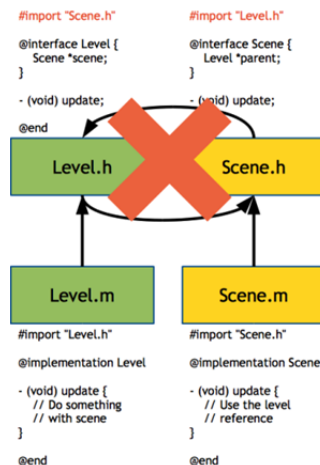 #import "Scene.h"
@interface Level {
Scene *scene;
}
- (void) update;
@end
#import "Level.h"
@interface Scene {
Level *parent;
}
- (void) update;
@end
Level.h
Scene.h
Level.m
Scene.m
#import "Level.h"
@implementation Level
- (void) update {
// Do something
// with scene
}
@end
#import "Scene.h"
@implementation Scene
- (void) update {
// Use the level
// reference
}
@end